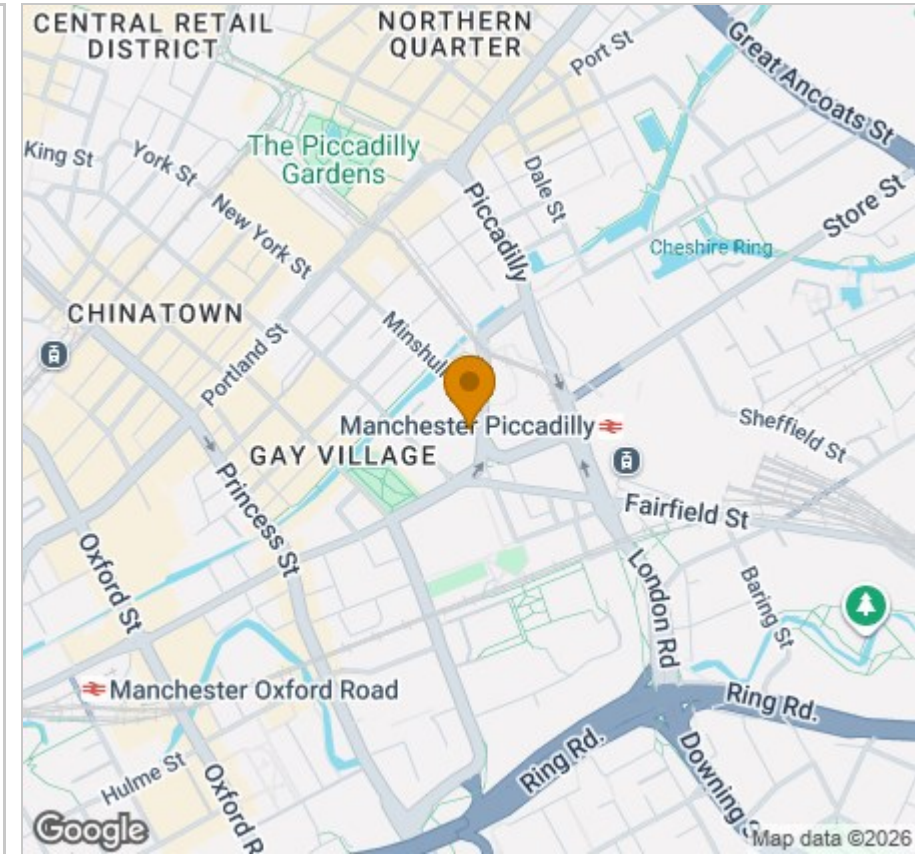 CENTRAL RETAIL
DISTRICT
NORTHERN
QUARTER
Port St
Great Ancoats St
King St
York St
The Piccadilly
Gardens
Dale St
Piccadilly
Store St
New York St
Cheshire Ring
CHINATOWN
Portland St
Minshull
Manchester Piccadilly
Sheffield St
GAY VILLAGE
Princess St
Fairfield St
Oxford St
London Rd
Baring St
Manchester Oxford Road
Ring Rd.
Ring Rd.
Hulme St
Oxford R
Downing S
Google
Map data ©2026